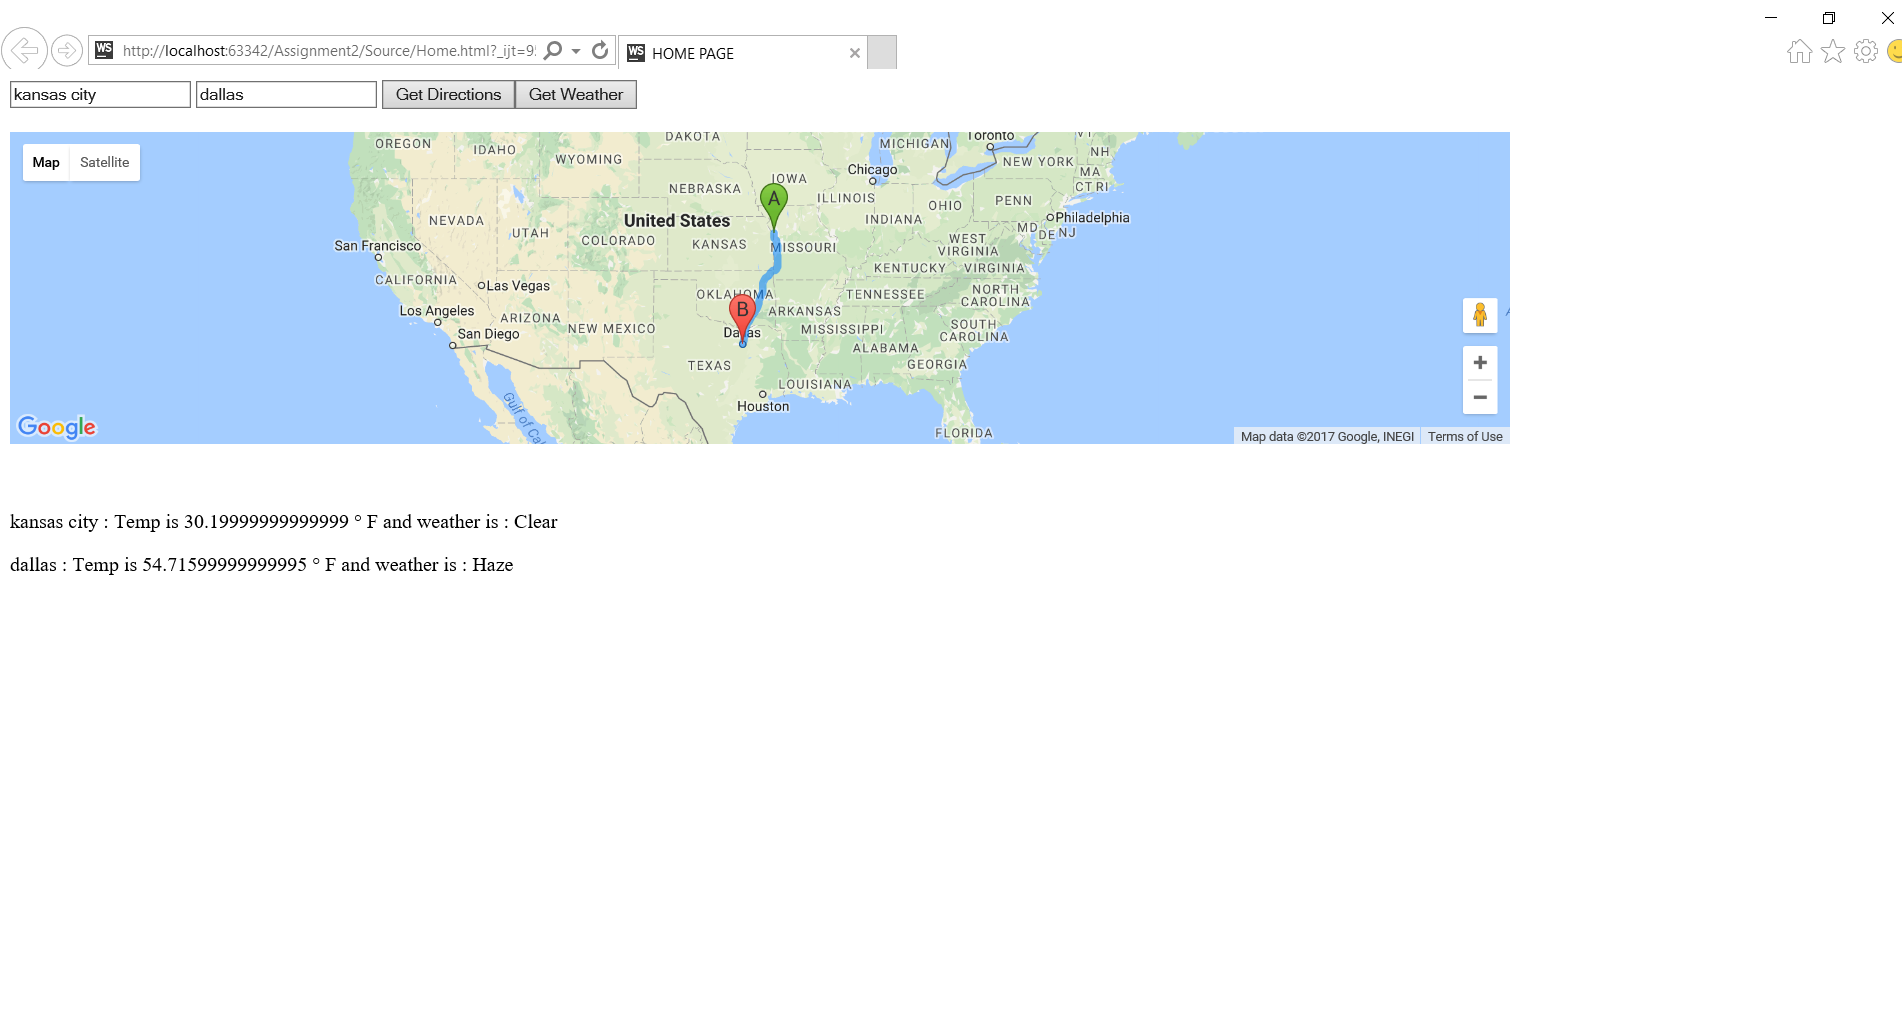 WS http://localhost:63342/Assignment2/Source/Home.html?_ijt=9 WS HOME PAGE
kansas city dallas Get Directions Get Weather
Map Satellite
DAKOTA
Toronto
OREGON
IDAHO
WYOMING
MICHIGAN
NEW YORK
VT
NH
MA
CT RI
Chicago
IOWA
NEBRASKA
ILLINOIS
INDIANA
OHIO
PENN
Philadelphia
MD
DE NJ
A
NEVADA
UTAH
United States
COLORADO
KANSAS
MISSOURI
WEST
VIRGINIA
VIRGINIA
KENTUCKY
San Francisco
CALIFORNIA
Las Vegas
Los Angeles
San Diego
ARIZONA
NEW MEXICO
OKLAHOMA
B
Dallas
ARKANSAS
TENNESSEE
NORTH
CAROLINA
MISSISSIPPI
SOUTH
CAROLINA
ALABAMA
GEORGIA
TEXAS
LOUISIANA
Houston
FLORIDA
Gulf of Cal
Google
Map data ©2017 Google, INEGI Terms of Use
kansas city : Temp is 30.19999999999999 ° F and weather is : Clear
dallas : Temp is 54.71599999999995 ° F and weather is : Haze